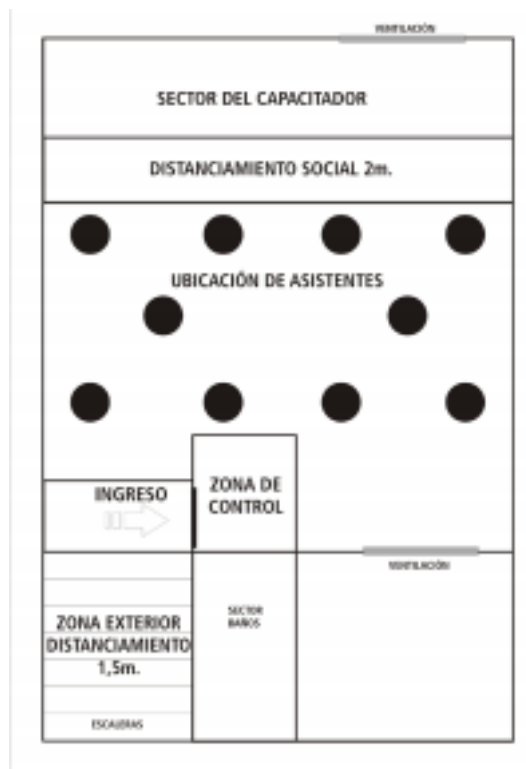 VENTILACIÓN
SECTOR DEL CAPACITADOR
DISTANCIAMIENTO SOCIAL 2m.
UBICACIÓN DE ASISTENTES
INGRESO
ZONA DE
CONTROL
VENTILACIÓN
SECTOR
BAÑOS
ZONA EXTERIOR
DISTANCIAMIENTO
1,5m.
ESCALERAS